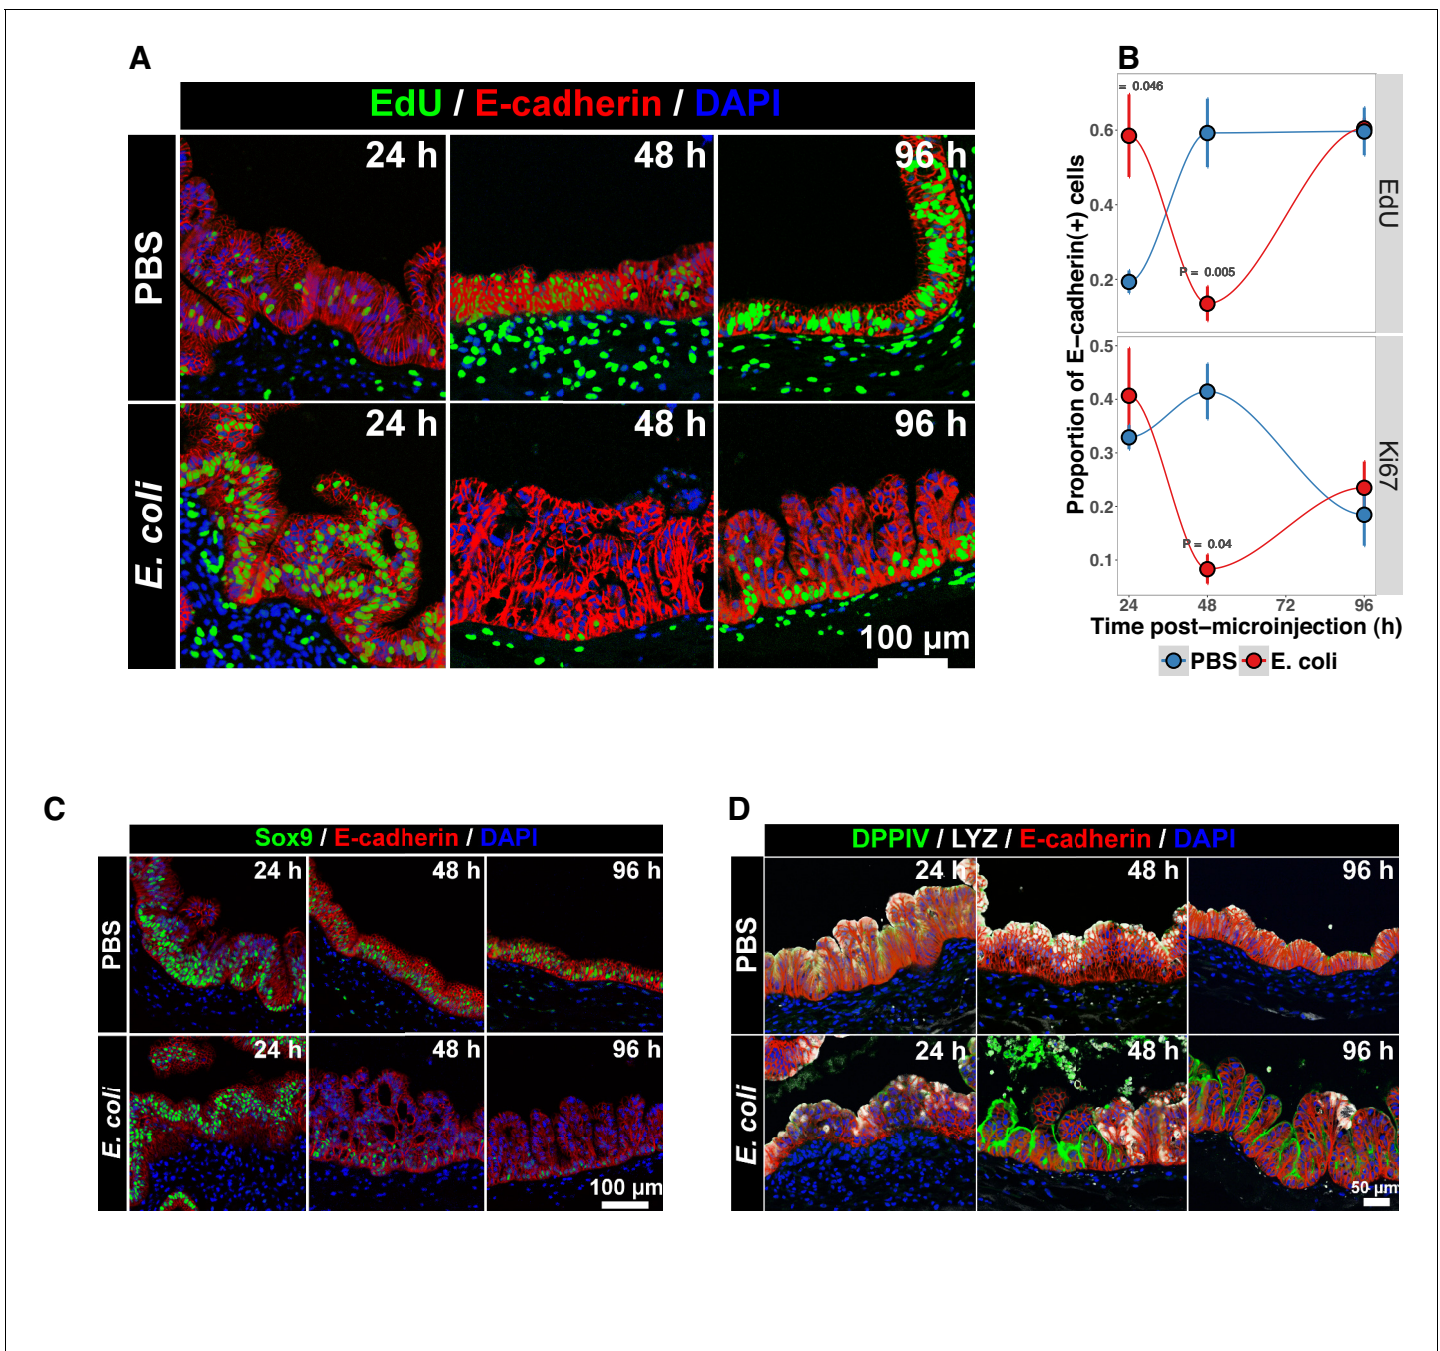 A
EdU / E-cadherin / DAPI
PBS
24 h
48 h
96 h
E. coli
24 h
48 h
96 h
100 µm
B
= 0.046
P = 0.005
0.6
0.4
0.2
EdU
P = 0.04
0.5
0.4
0.3
0.2
0.1
Ki67
Proportion of E−cadherin(+) cells
24 48 72 96
Time post−microinjection (h)
PBS E. coli
C
Sox9 / E-cadherin / DAPI
PBS
24 h
48 h
96 h
E. coli
24 h
48 h
96 h
100 µm
D
DPPIV / LYZ / E-cadherin / DAPI
PBS
24 h
48 h
96 h
E. coli
24 h
48 h
96 h
50 µm